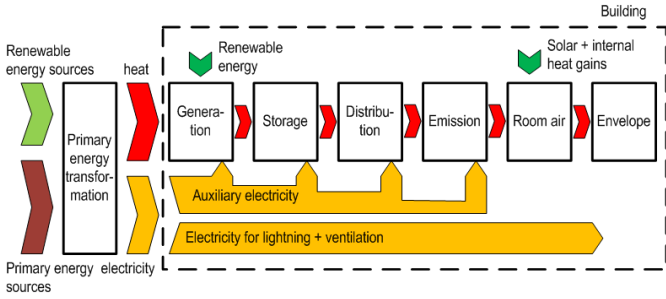 Building
Renewable
energy sources
heat
Renewable
energy
Solar + internal
heat gains
Primary
energy
transfor-
mation
Genera-
tion
Storage
Distribu-
tion
Emission
Room air
Envelope
Auxiliary electricity
Electricity for lightning + ventilation
Primary energy
sources
electricity